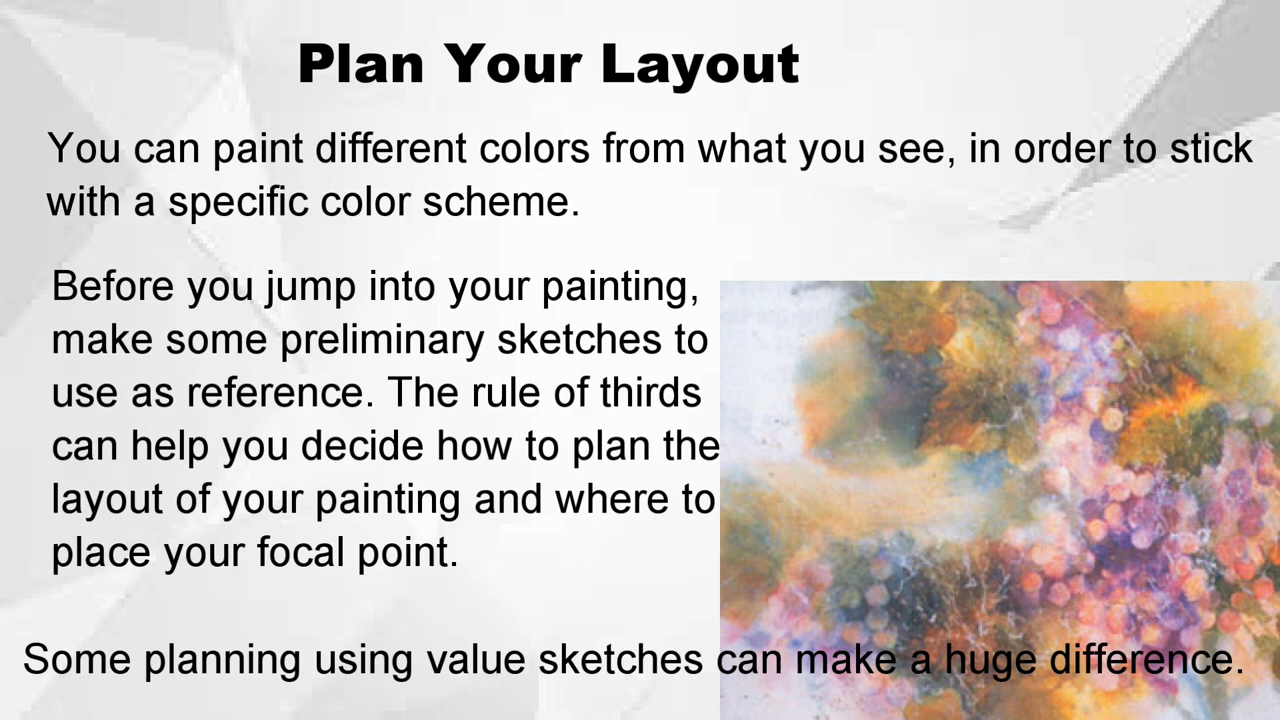 Plan Your Layout
You can paint different colors from what you see, in order to stick
with a specific color scheme.
Before you jump into your painting,
make some preliminary sketches to
use as reference. The rule of thirds
can help you decide how to plan the
layout of your painting and where to
place your focal point.
Some planning using value sketches can make a huge difference.